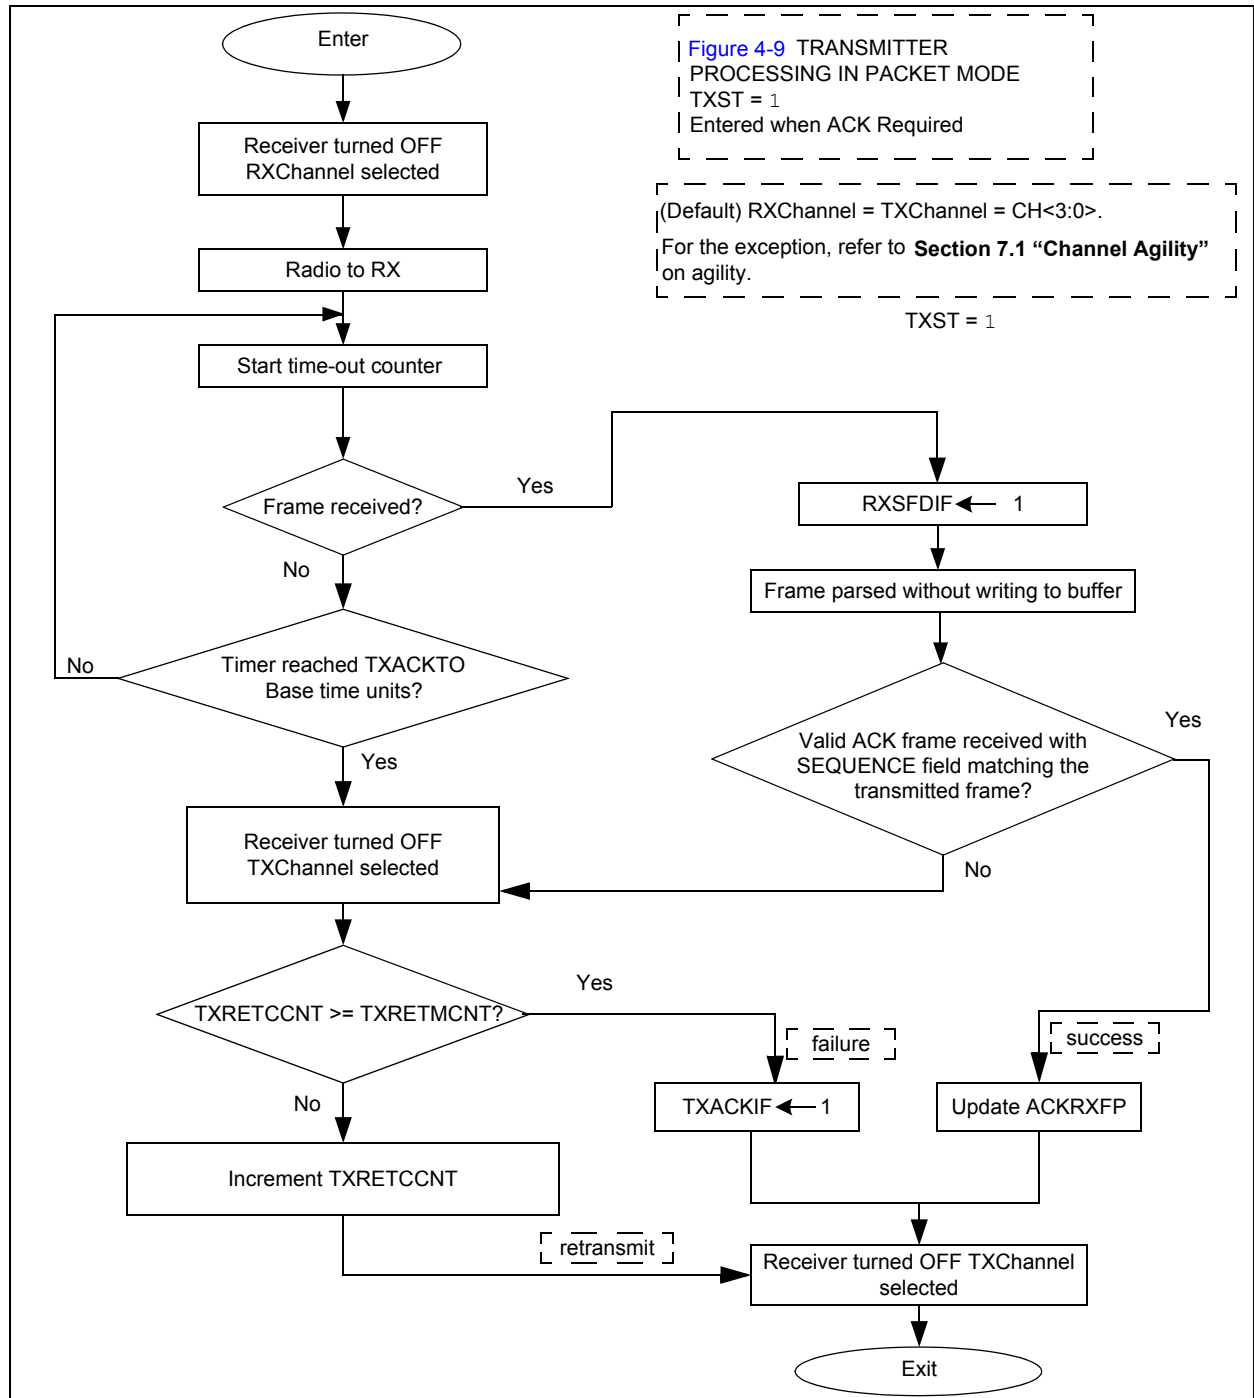 Enter
Figure 4-9 TRANSMITTER
PROCESSING IN PACKET MODE
TXST = 1
Entered when ACK Required
Receiver turned OFF
RXChannel selected
(Default) RXChannel = TXChannel = CH<3:0>.
For the exception, refer to Section 7.1 “Channel Agility”
on agility.
Radio to RX
TXST = 1
Start time-out counter
Frame received?
Yes
RXSFDIF 1
No
Frame parsed without writing to buffer
Timer reached TXACKTO
Base time units?
No
Yes
Valid ACK frame received with
SEQUENCE field matching the
transmitted frame?
Yes
No
Receiver turned OFF
TXChannel selected
TXRETCCNT >= TXRETMCNT?
Yes
failure
success
No
TXACKIF 1
Update ACKRXFP
Increment TXRETCCNT
retransmit
Receiver turned OFF TXChannel
selected
Exit